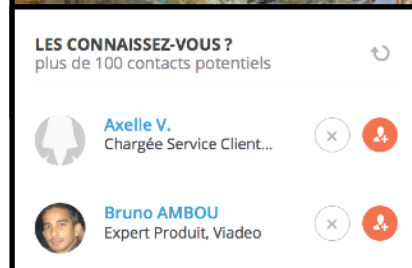 LES CONNAISSEZ-VOUS ?
plus de 100 contacts potentiels
Axelle V.
Chargée Service Client...
Bruno AMBOU
Expert Produit, Viadeo